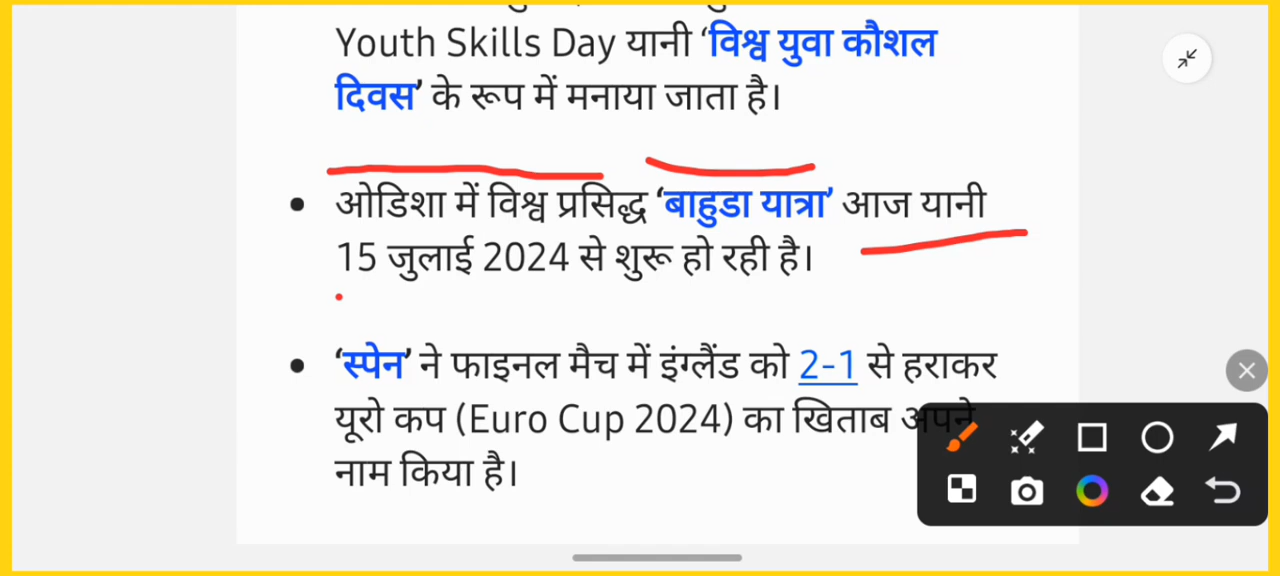 Youth Skills Day यानी ‘विश्व युवा कौशल
दिवस’ के रूप में मनाया जाता है।
• ओडिशा में विश्व प्रसिद्ध ‘बाहुडा यात्रा’ आज यानी
15 जुलाई 2024 से शुरू हो रही है।
• ‘स्पेन’ ने फाइनल मैच में इंग्लैंड को 2-1 से हराकर
यूरो कप (Euro Cup 2024) का खिताब अपने
नाम किया है।